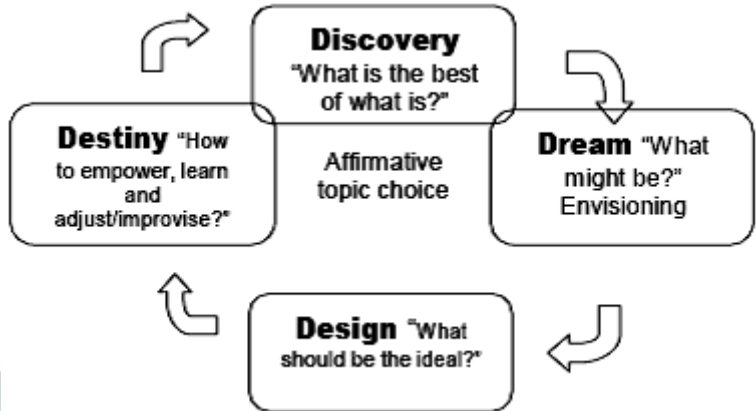 Discovery
“What is the best
of what is?”
Destiny “How
to empower, learn
and
adjust/improvise?”
Affirmative
topic choice
Dream “What
might be?”
Envisioning
Design “What
should be the ideal?”